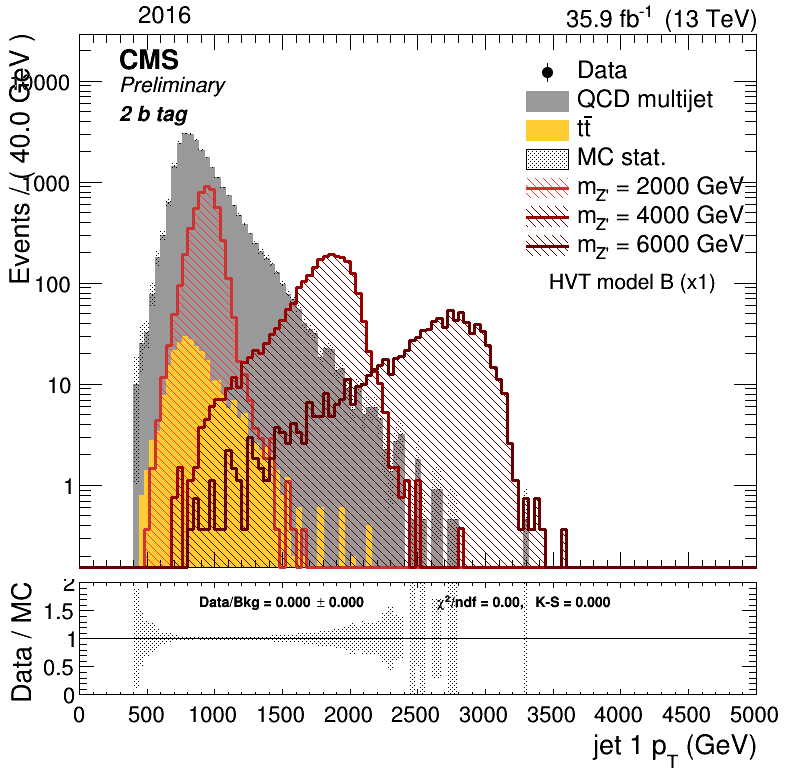 2016
35.9 fb⁻¹ (13 TeV)
CMS
Preliminary
2 b tag
Data
QCD multijet
tt̄
MC stat.
m_Z' = 2000 GeV
m_Z' = 4000 GeV
m_Z' = 6000 GeV
HVT model B (x1)
Events / ( 40.0 GeV )
10000
1000
100
10
1
Data/Bkg = 0.000 ± 0.000
χ²/ndf = 0.00, K-S = 0.000
Data / MC
2
1.5
1
0.5
0
0 500 1000 1500 2000 2500 3000 3500 4000 4500 5000
jet 1 p_T (GeV)